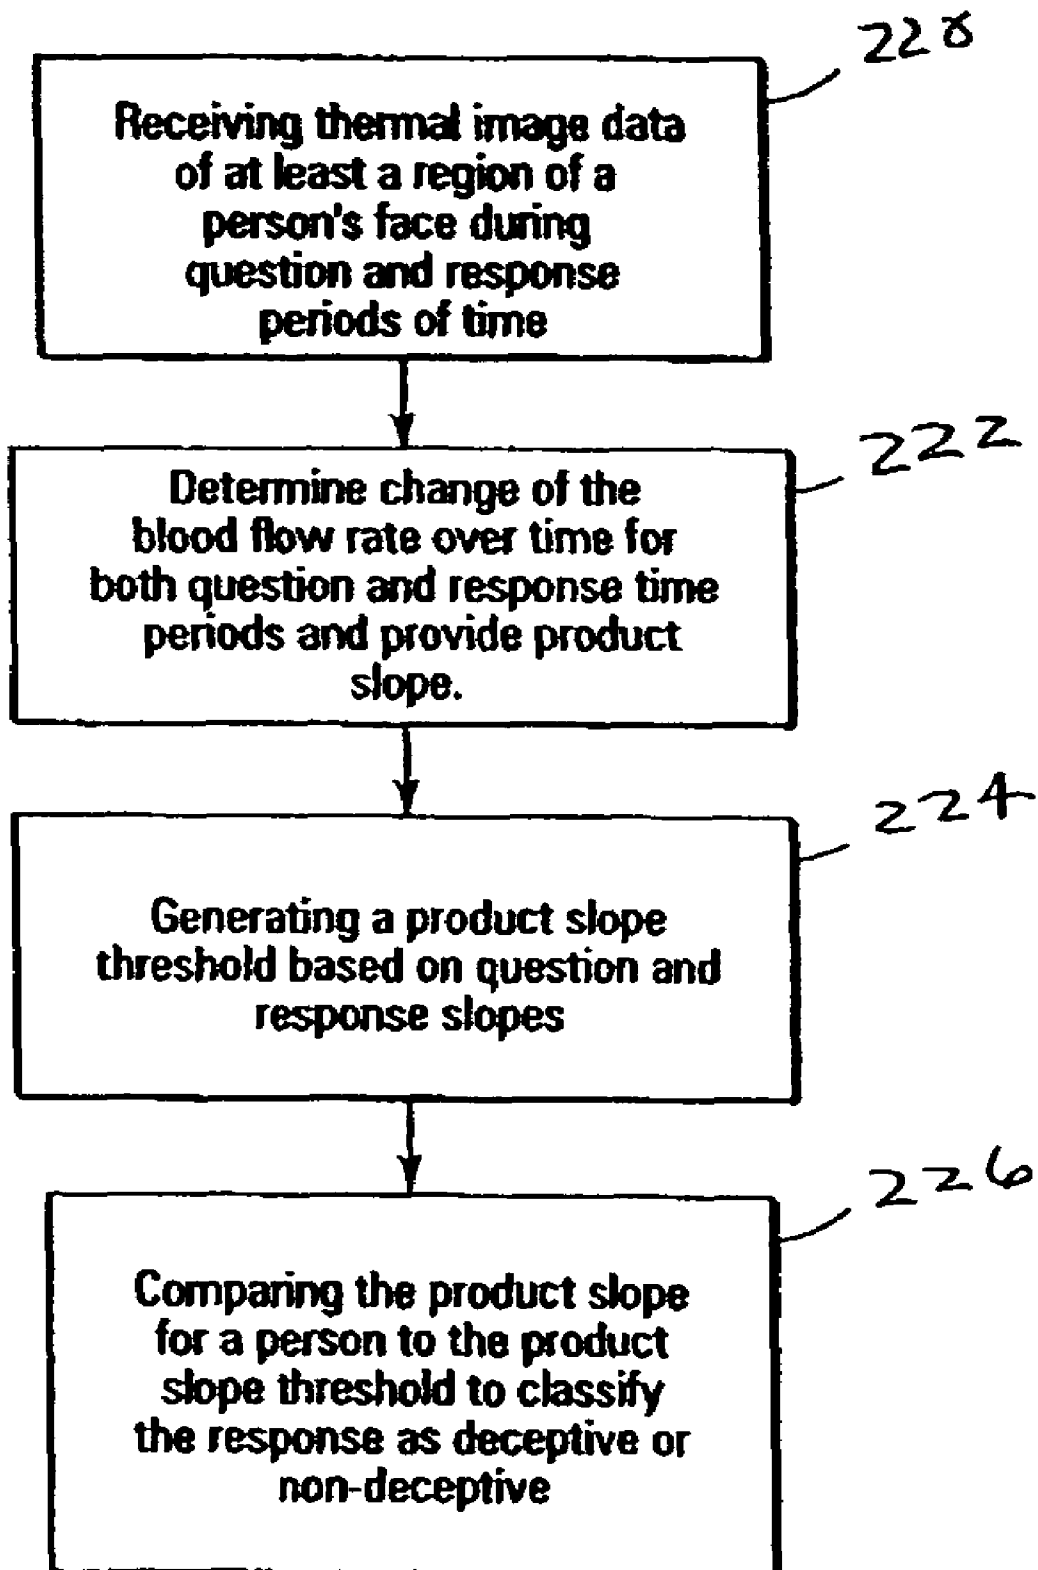 228
Receiving thermal image data
of at least a region of a
person's face during
question and response
periods of time
222
Determine change of the
blood flow rate over time for
both question and response time
periods and provide product
slope.
224
Generating a product slope
threshold based on question and
response slopes
226
Comparing the product slope
for a person to the product
slope threshold to classify
the response as deceptive or
non-deceptive